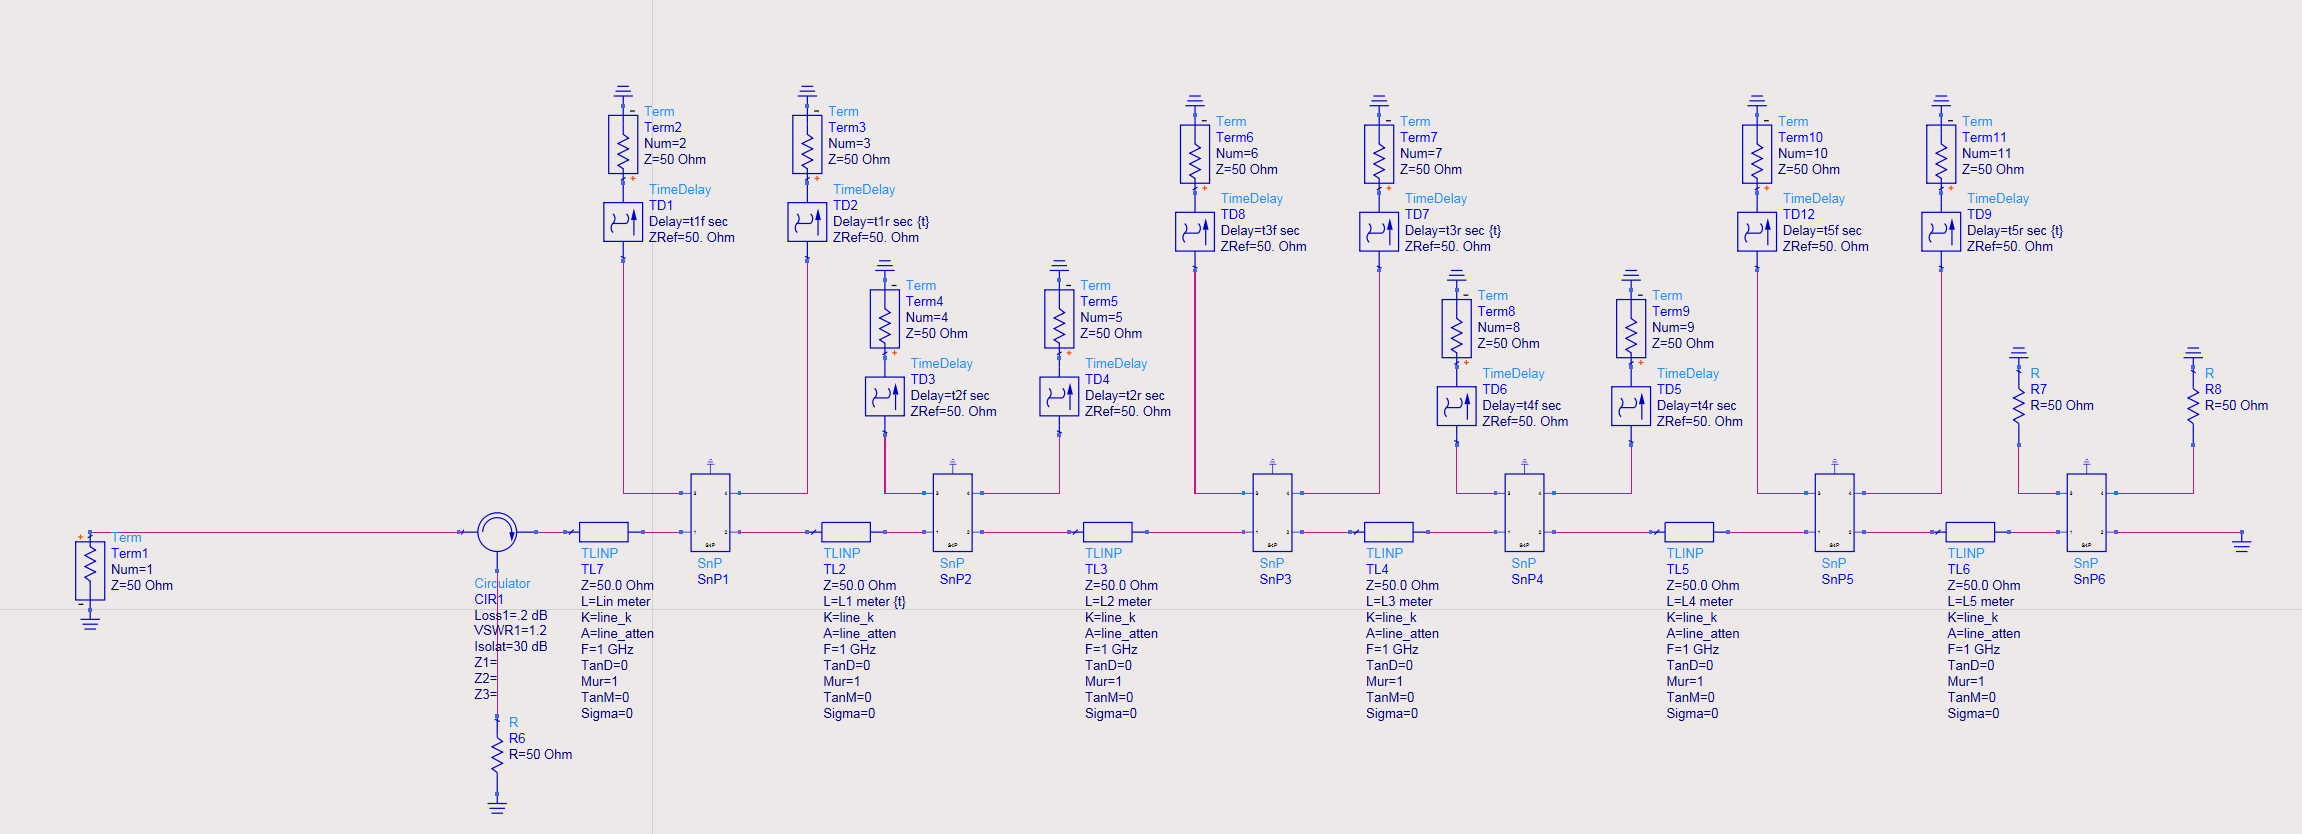 Term
Term2
Num=2
Z=50 Ohm
TimeDelay
TD1
Delay=t1f sec
ZRef=50. Ohm
Term
Term3
Num=3
Z=50 Ohm
TimeDelay
TD2
Delay=t1r sec {t}
ZRef=50. Ohm
Term
Term4
Num=4
Z=50 Ohm
TimeDelay
TD3
Delay=t2f sec
ZRef=50. Ohm
Term
Term5
Num=5
Z=50 Ohm
TimeDelay
TD4
Delay=t2r sec
ZRef=50. Ohm
Term
Term6
Num=6
Z=50 Ohm
TimeDelay
TD8
Delay=t3f sec
ZRef=50. Ohm
Term
Term7
Num=7
Z=50 Ohm
TimeDelay
TD7
Delay=t3r sec {t}
ZRef=50. Ohm
Term
Term8
Num=8
Z=50 Ohm
TimeDelay
TD6
Delay=t4f sec
ZRef=50. Ohm
Term
Term9
Num=9
Z=50 Ohm
TimeDelay
TD5
Delay=t4r sec
ZRef=50. Ohm
Term
Term10
Num=10
Z=50 Ohm
TimeDelay
TD12
Delay=t5f sec
ZRef=50. Ohm
Term
Term11
Num=11
Z=50 Ohm
TimeDelay
TD9
Delay=t5r sec {t}
ZRef=50. Ohm
R
R7
R=50 Ohm
R
R8
R=50 Ohm
Term
Term1
Num=1
Z=50 Ohm
Circulator
CIR1
Loss1=.2 dB
VSWR1=1.2
Isolat=30 dB
Z1=
Z2=
Z3=
R
R6
R=50 Ohm
TLINP
TL7
Z=50.0 Ohm
L=Lin meter
K=line_k
A=line_atten
F=1 GHz
TanD=0
Mur=1
TanM=0
Sigma=0
SnP
SnP1
TLINP
TL2
Z=50.0 Ohm
L=L1 meter {t}
K=line_k
A=line_atten
F=1 GHz
TanD=0
Mur=1
TanM=0
Sigma=0
SnP
SnP2
TLINP
TL3
Z=50.0 Ohm
L=L2 meter
K=line_k
A=line_atten
F=1 GHz
TanD=0
Mur=1
TanM=0
Sigma=0
SnP
SnP3
TLINP
TL4
Z=50.0 Ohm
L=L3 meter
K=line_k
A=line_atten
F=1 GHz
TanD=0
Mur=1
TanM=0
Sigma=0
SnP
SnP4
TLINP
TL5
Z=50.0 Ohm
L=L4 meter
K=line_k
A=line_atten
F=1 GHz
TanD=0
Mur=1
TanM=0
Sigma=0
SnP
SnP5
TLINP
TL6
Z=50.0 Ohm
L=L5 meter
K=line_k
A=line_atten
F=1 GHz
TanD=0
Mur=1
TanM=0
Sigma=0
SnP
SnP6